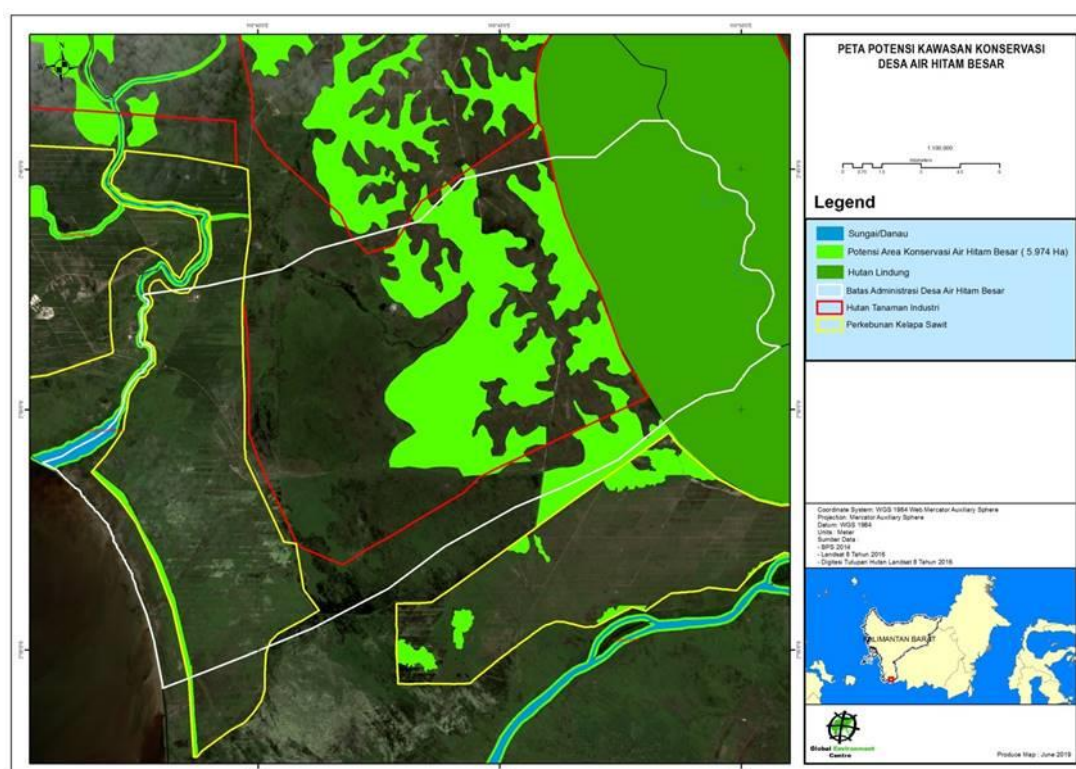 PETA POTENSI KAWASAN KONSERVASI
DESA AIR HITAM BESAR
N
1:100.000
Legend
Sungai/Danau
Potensi Area Konservasi Air Hitam Besar ( 5.974 Ha)
Hutan Lindung
Batas Administrasi Desa Air Hitam Besar
Hutan Tanaman Industri
Perkebunan Kelapa Sawit
Coordinate System: WGS 1984 Web Mercator Auxiliary Sphere
Projection: Mercator Auxiliary Sphere
Datum: WGS 1984
Units : Meter
Sumber Data :
- BPS 2014
- Landsat 8 Tahun 2016
- Digitasi Tutupan Hutan Landsat 8 Tahun 2016
KALIMANTAN BARAT
Global Environment
Centre
Produce Map : June 2019